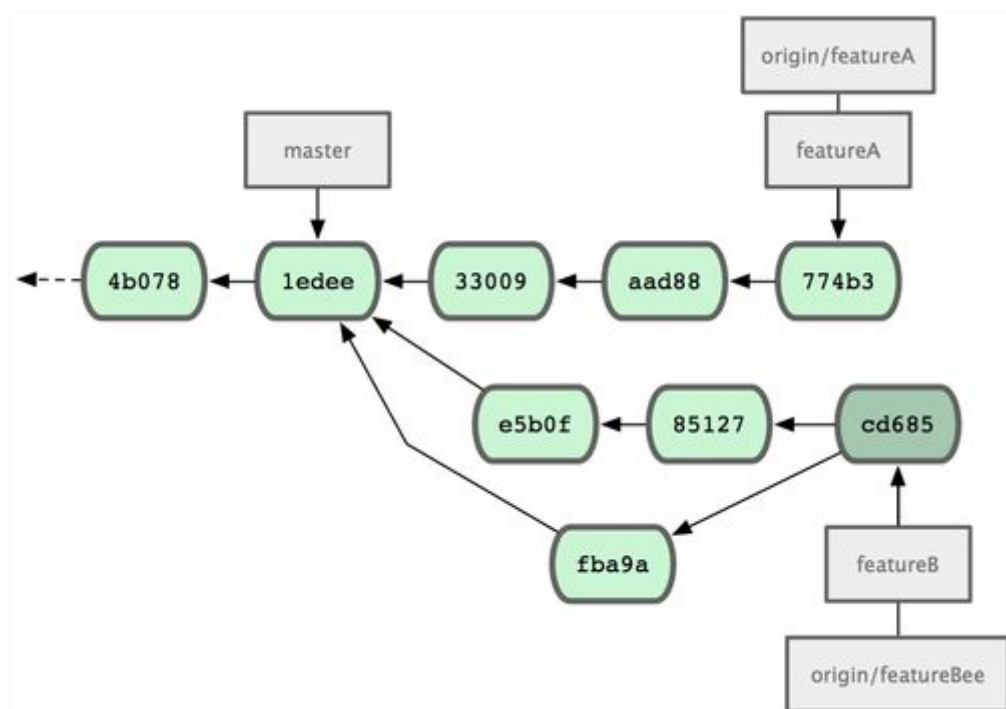 origin/featureA
master
featureA
4b078
1edee
33009
aad88
774b3
e5b0f
85127
cd685
fba9a
featureB
origin/featureBee